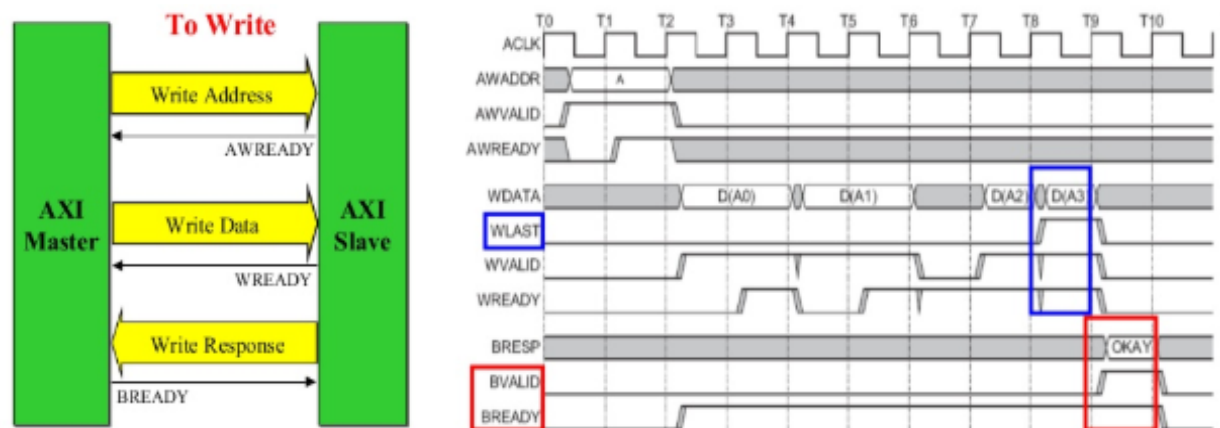 To Write
Write Address
AWREADY
AXI Master
Write Data
AXI Slave
WREADY
Write Response
BREADY
T0 T1 T2 T3 T4 T5 T6 T7 T8 T9 T10
ACLK
AWADDR A
AWVALID
AWREADY
WDATA D(A0) D(A1) D(A2) D(A3)
WLAST
WVALID
WREADY
BRESP OKAY
BVALID
BREADY